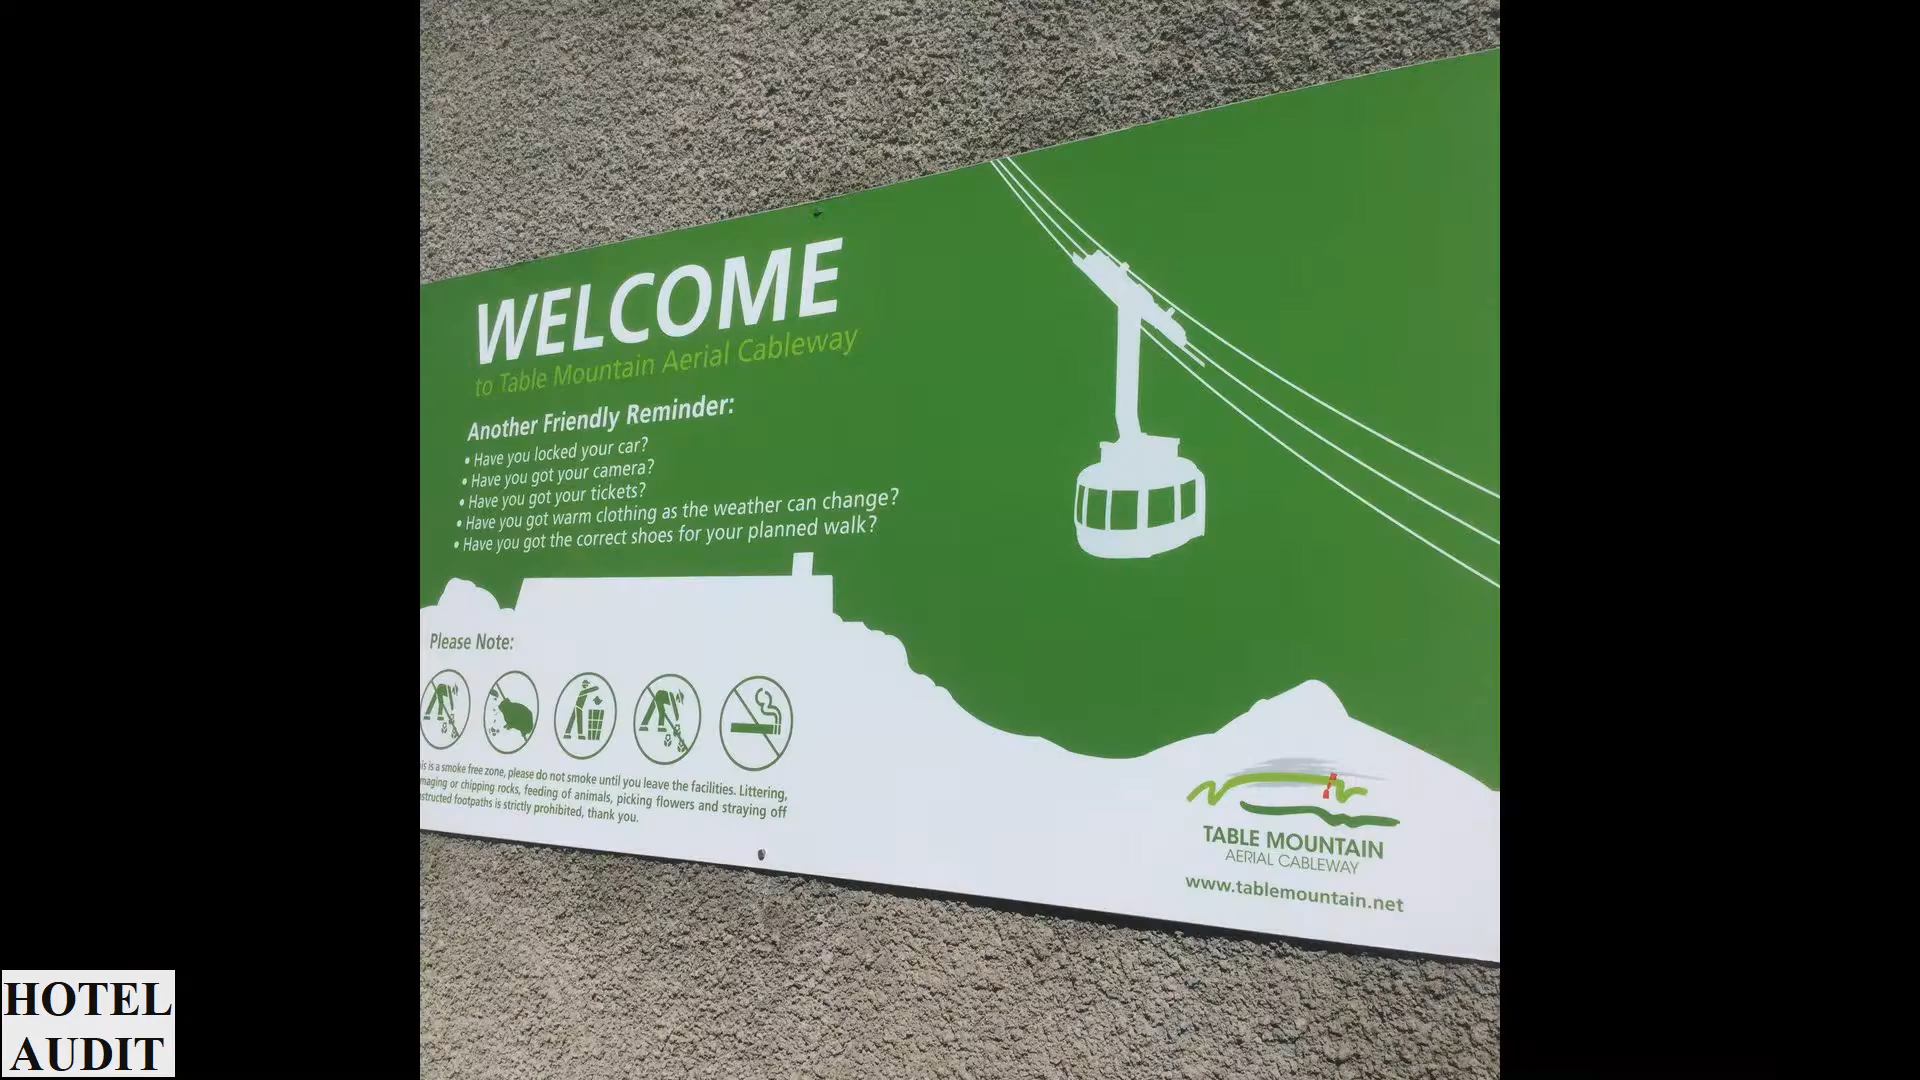 WELCOME
to Table Mountain Aerial Cableway
Another Friendly Reminder:
• Have you locked your car?
• Have you got your camera?
• Have you got your tickets?
• Have you got warm clothing as the weather can change?
• Have you got the correct shoes for your planned walk?
Please Note:
is a smoke free zone, please do not smoke until you leave the facilities. Littering,
or chipping rocks, feeding of animals, picking flowers and straying off
footpaths is strictly prohibited, thank you.
TABLE MOUNTAIN
AERIAL CABLEWAY
www.tablemountain.net
HOTEL
AUDIT